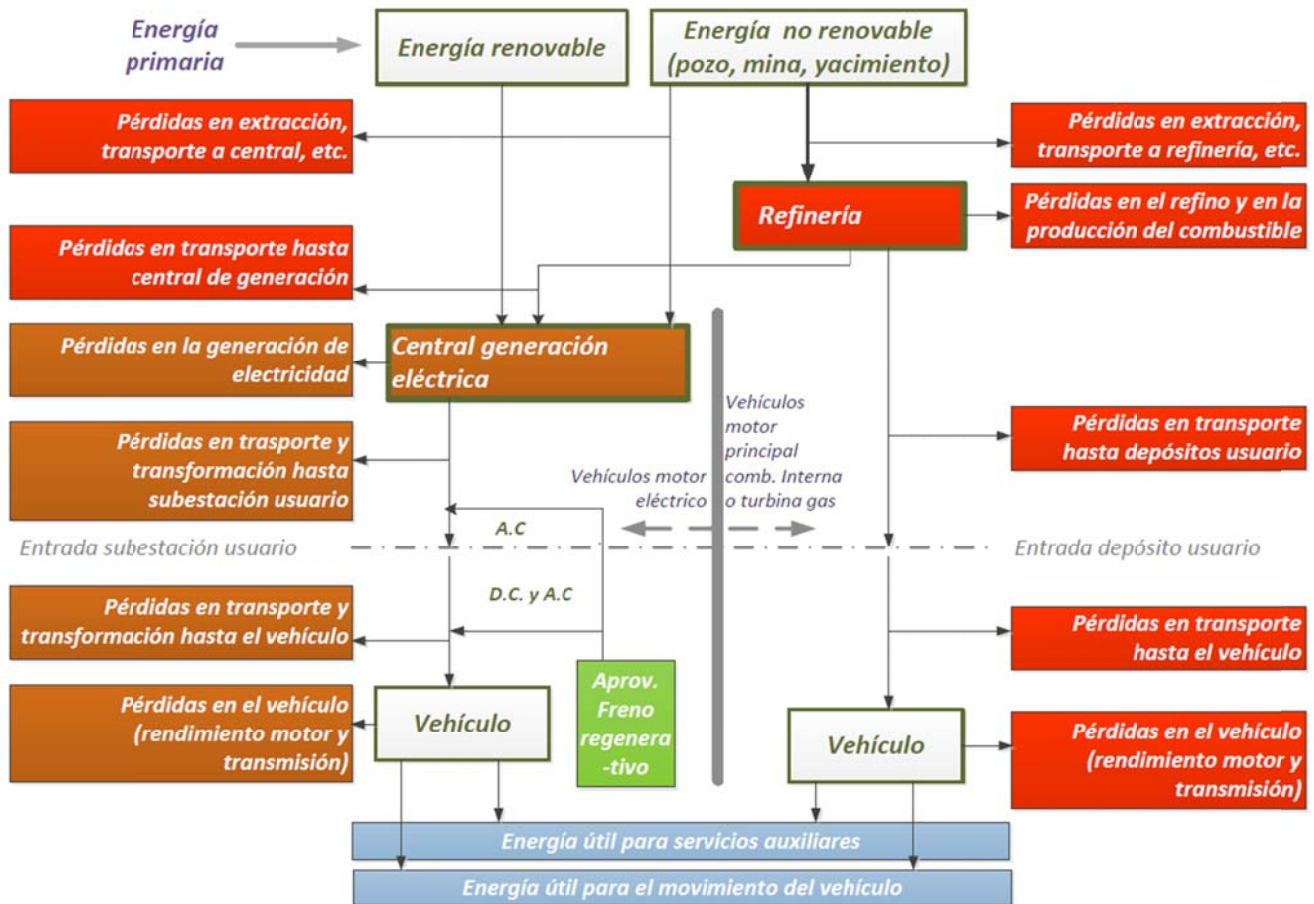 Energía
primaria
Energía renovable
Energía no renovable
(pozo, mina, yacimiento)
Pérdidas en extracción,
transporte a central, etc.
Pérdidas en extracción,
transporte a refinería, etc.
Refinería
Pérdidas en el refino y en la
producción del combustible
Pérdidas en transporte hasta
central de generación
Pérdidas en la generación de
electricidad
Central generación
eléctrica
Pérdidas en trasporte y
transformación hasta
subestación usuario
Vehículos motor
eléctrico
Vehículos
motor
principal
comb. Interna
o turbina gas
Pérdidas en transporte
hasta depósitos usuario
A.C
Entrada subestación usuario
Entrada depósito usuario
D.C. y A.C
Pérdidas en transporte y
transformación hasta el vehículo
Pérdidas en transporte
hasta el vehículo
Pérdidas en el vehículo
(rendimiento motor y
transmisión)
Vehículo
Aprov.
Freno
regenera
-tivo
Vehículo
Pérdidas en el vehículo
(rendimiento motor y
transmisión)
Energía útil para servicios auxiliares
Energía útil para el movimiento del vehículo